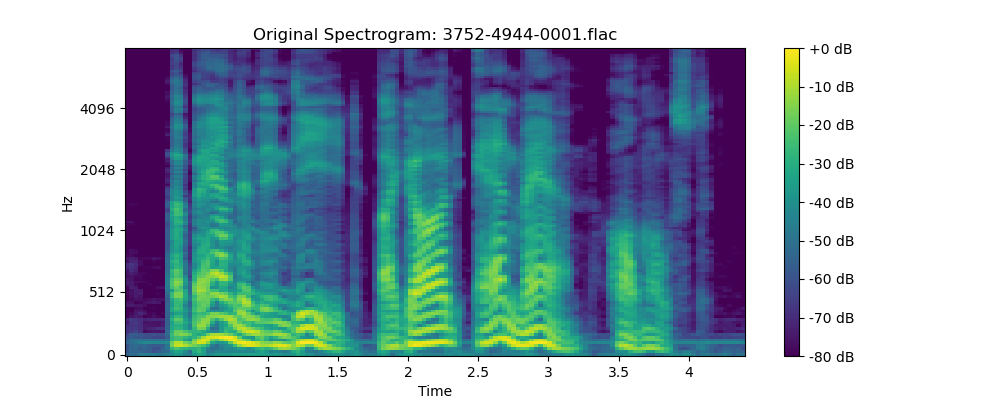 Original Spectrogram: 3752-4944-0001.flac
+0 dB
4096
-10 dB
-20 dB
2048
-30 dB
Hz
1024
-40 dB
-50 dB
512
-60 dB
-70 dB
0
-80 dB
0 0.5 1 1.5 2 2.5 3 3.5 4
Time